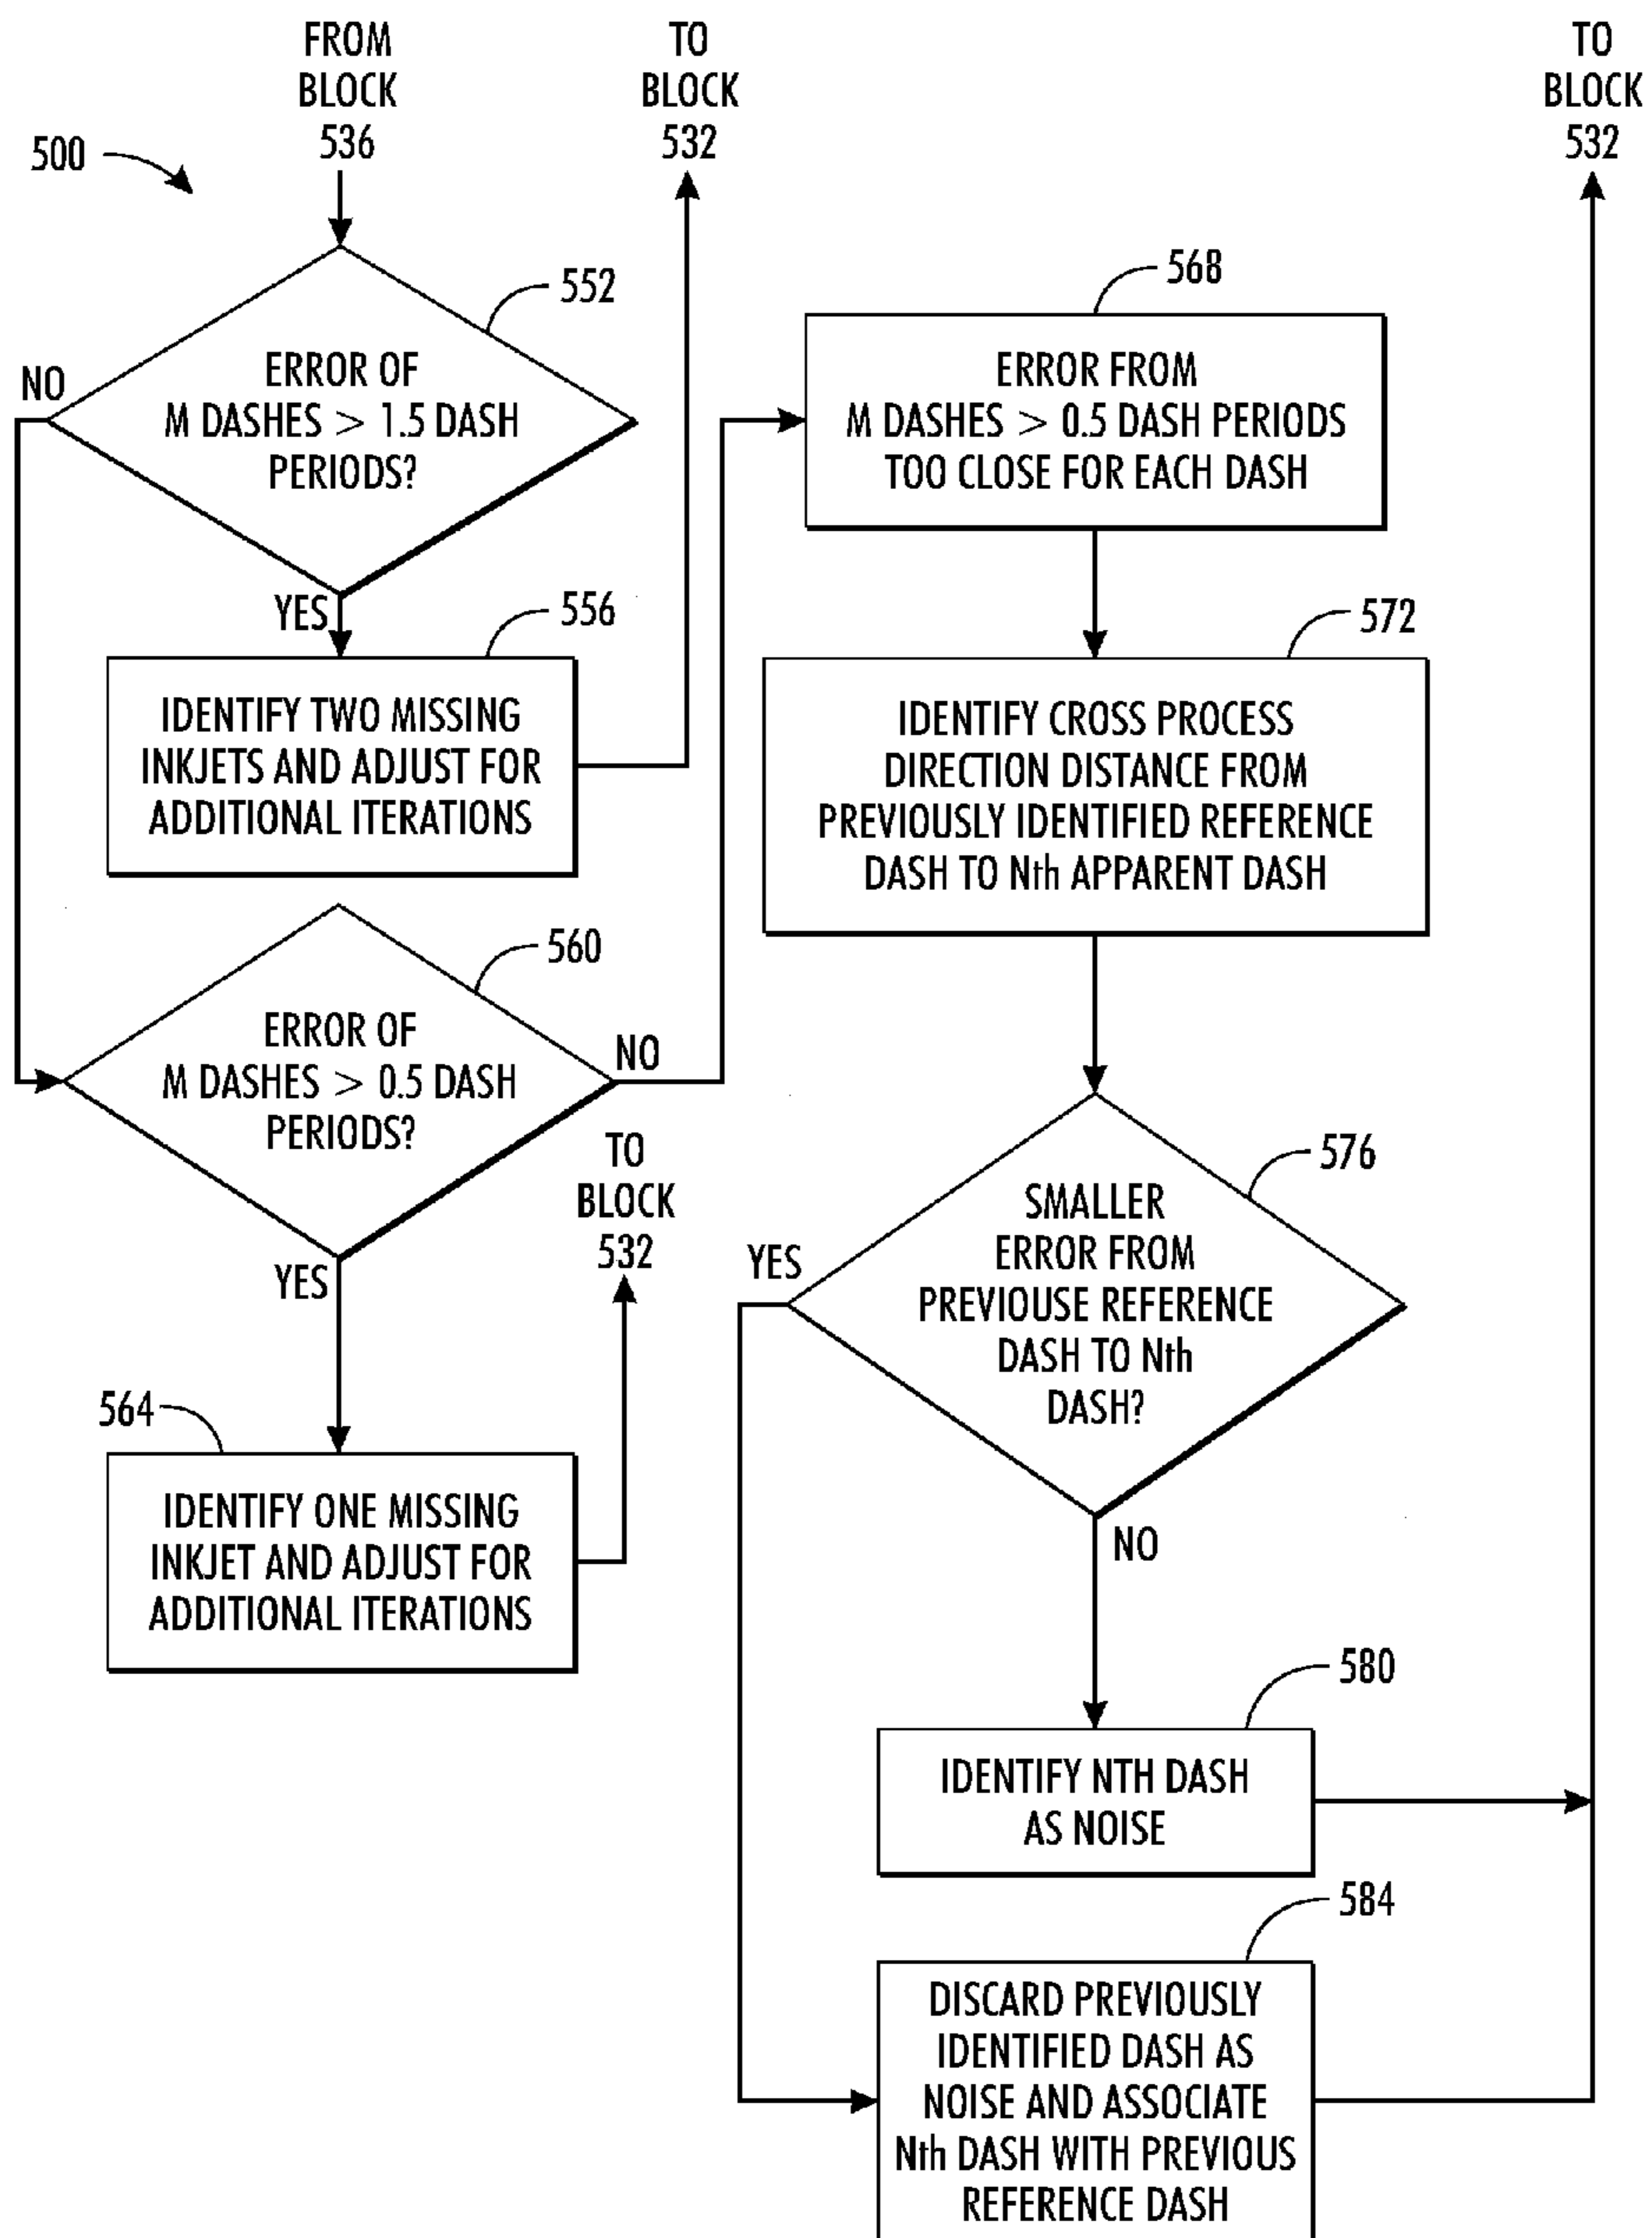 FROM
BLOCK
536
TO
BLOCK
532
TO
BLOCK
532
500
552
ERROR OF
M DASHES > 1.5 DASH
PERIODS?
NO
YES
556
IDENTIFY TWO MISSING
INKJETS AND ADJUST FOR
ADDITIONAL ITERATIONS
560
ERROR OF
M DASHES > 0.5 DASH
PERIODS?
NO
YES
TO
BLOCK
532
564
IDENTIFY ONE MISSING
INKJET AND ADJUST FOR
ADDITIONAL ITERATIONS
568
ERROR FROM
M DASHES > 0.5 DASH PERIODS
TOO CLOSE FOR EACH DASH
572
IDENTIFY CROSS PROCESS
DIRECTION DISTANCE FROM
PREVIOUSLY IDENTIFIED REFERENCE
DASH TO Nth APPARENT DASH
576
SMALLER
ERROR FROM
PREVIOUSE REFERENCE
DASH TO Nth
DASH?
YES
NO
580
IDENTIFY NTH DASH
AS NOISE
584
DISCARD PREVIOUSLY
IDENTIFIED DASH AS
NOISE AND ASSOCIATE
Nth DASH WITH PREVIOUS
REFERENCE DASH